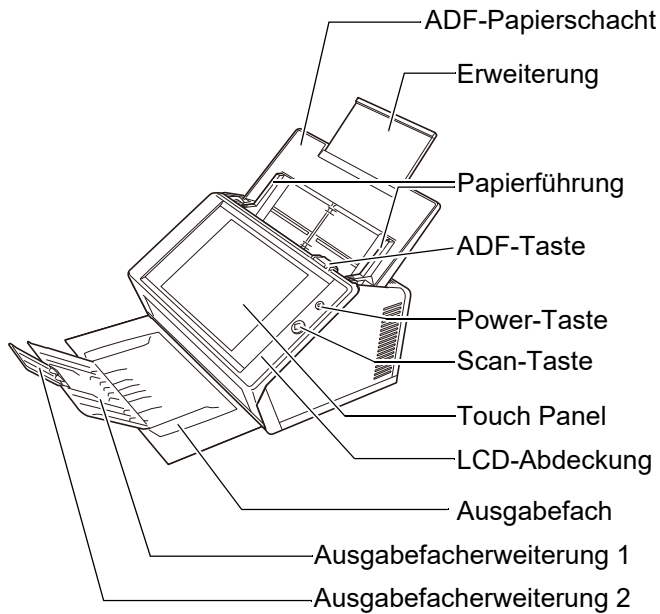 ADF-Papierschacht
Erweiterung
Papierführung
ADF-Taste
Power-Taste
Scan-Taste
Touch Panel
LCD-Abdeckung
Ausgabefach
Ausgabefacherweiterung 1
Ausgabefacherweiterung 2